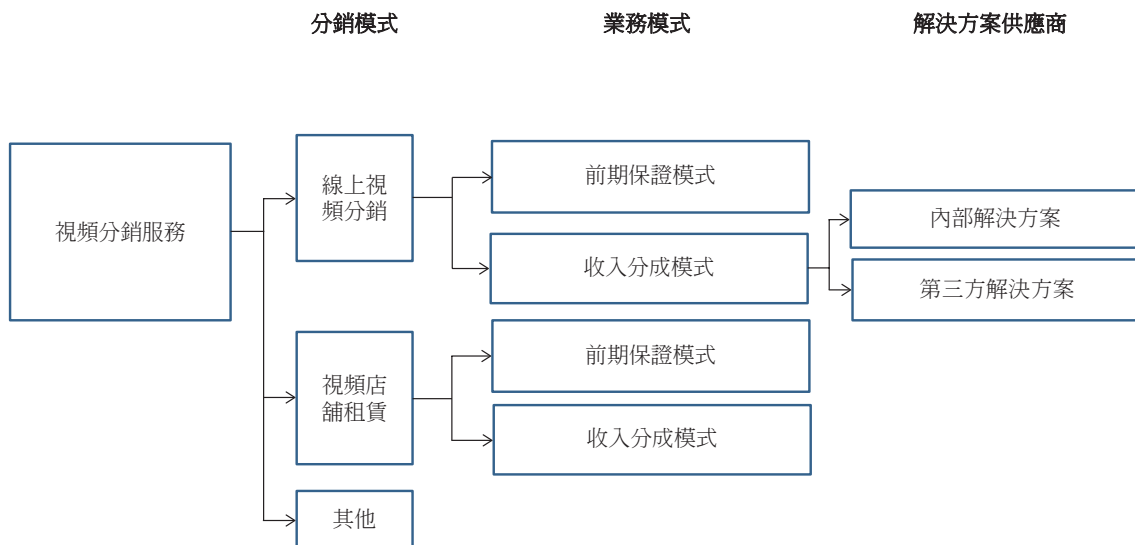 分銷模式
業務模式
解決方案供應商
視頻分銷服務
線上視
頻分銷
前期保證模式
收入分成模式
內部解決方案
第三方解決方案
視頻店
舖租賃
前期保證模式
收入分成模式
其他